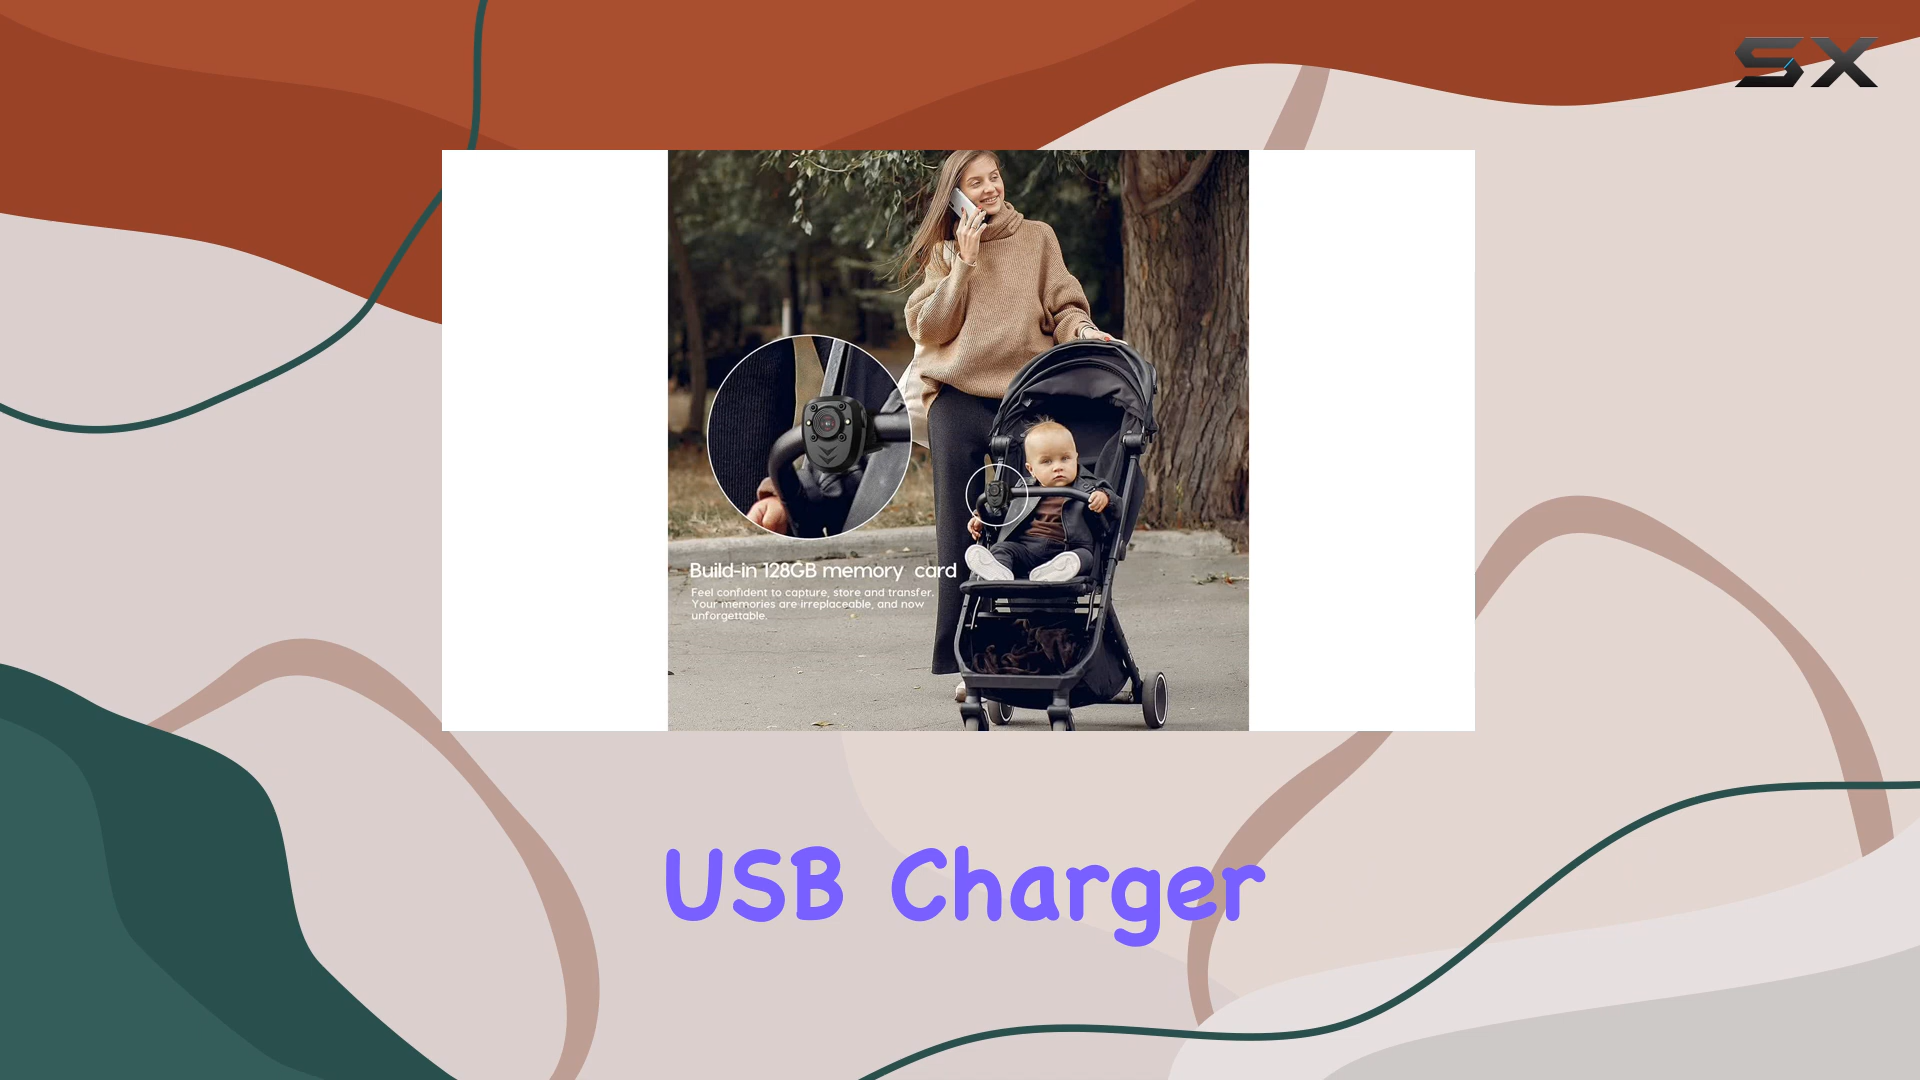 SX
Build-in 128GB memory card
Feel confident to capture, store and transfer.
Your memories are irreplaceable, and now
unforgettable.
USB Charger